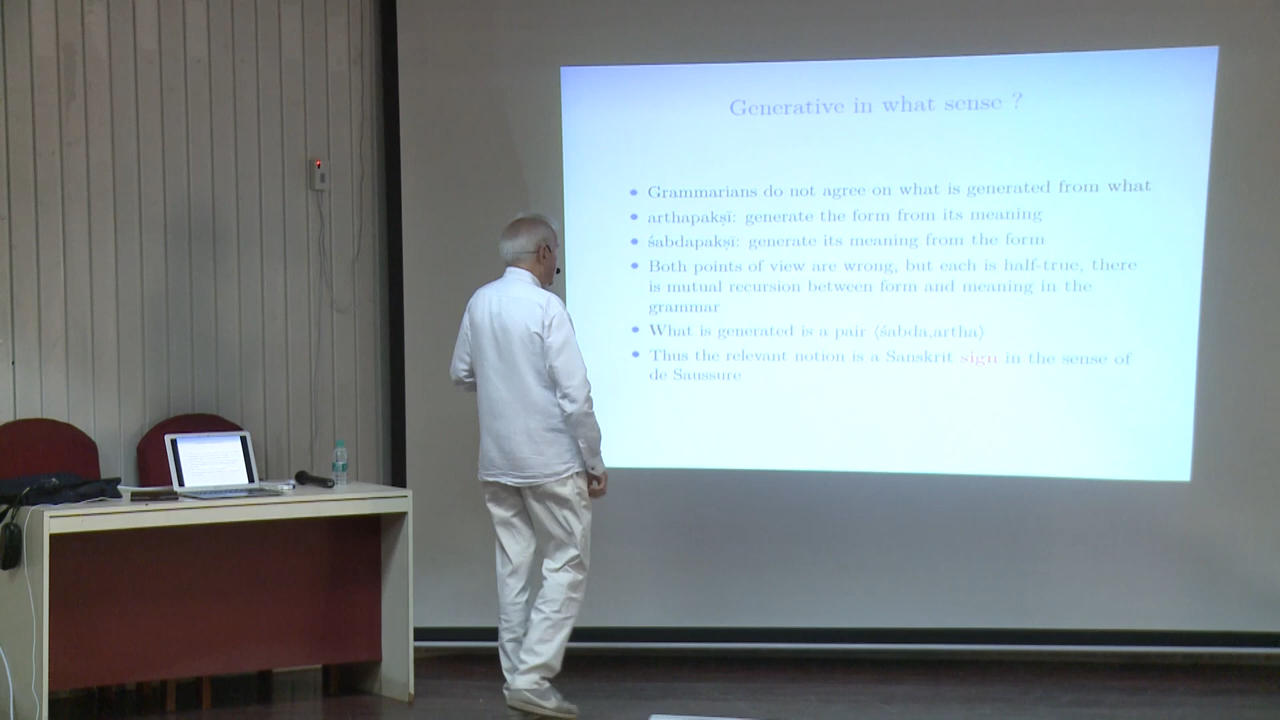 Generative in what sense ?
Grammarians do not agree on what is generated from what
arthapakṣī: generate the form from its meaning
śabdapakṣī: generate its meaning from the form
Both points of view are wrong, but each is half-true, there
is mutual recursion between form and meaning in the
grammar
What is generated is a pair ⟨śabda,artha⟩
Thus the relevant notion is a Sanskrit sign in the sense of
de Saussure